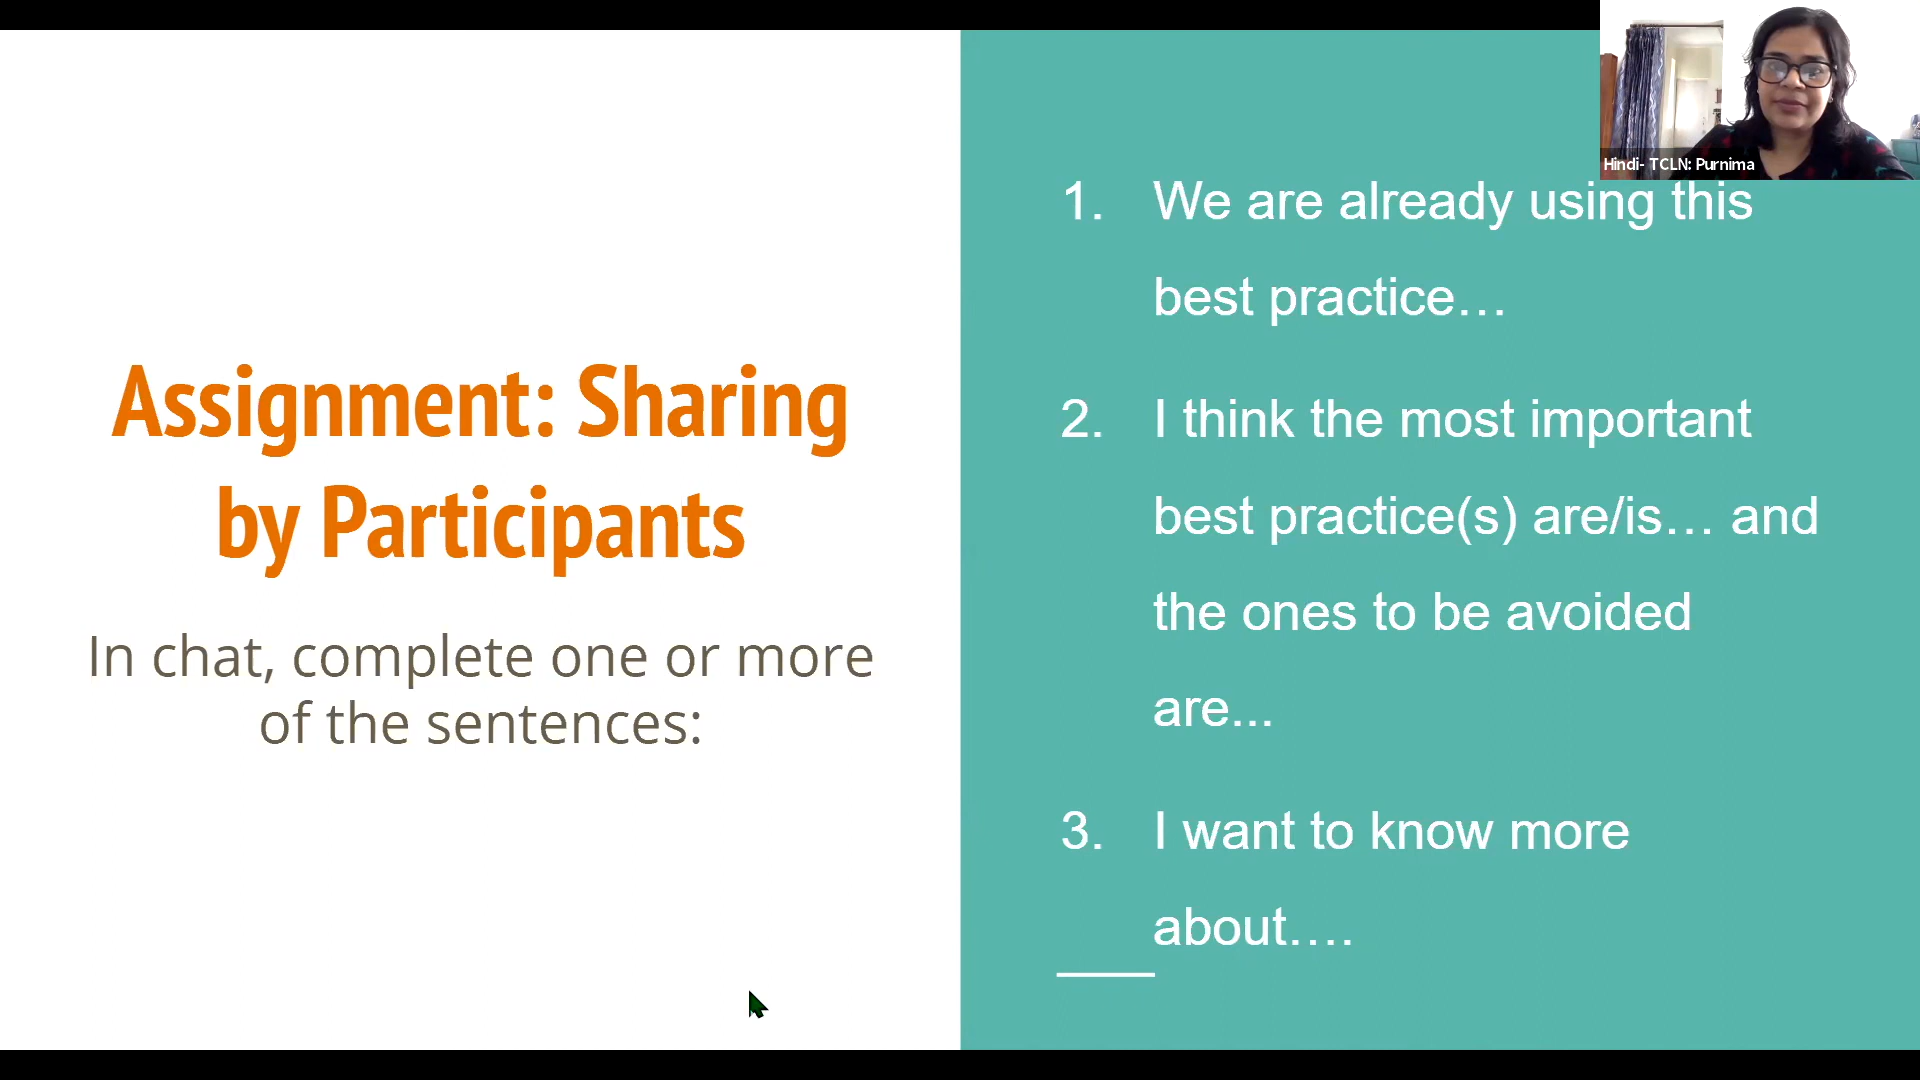 Assignment: Sharing
by Participants
In chat, complete one or more
of the sentences:
1. We are already using this
best practice…
2. I think the most important
best practice(s) are/is… and
the ones to be avoided
are...
3. I want to know more
about….
Hindi- TCLN: Purnima